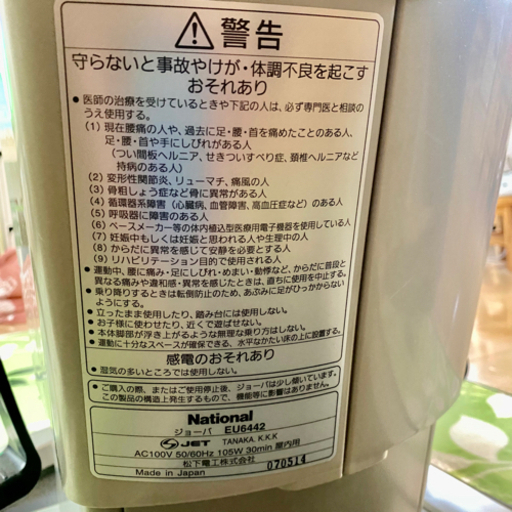 警告
守らないと事故やけが・体調不良を起こす
おそれあり
● 医師の治療を受けているときや下記の人は、必ず専門医と相談の
うえ使用する。
(1) 現在腰痛の人や、過去に足・腰・首を痛めたことのある人、
足・腰・首や手にしびれがある人
(つい間板ヘルニア、せきついすべり症、頚椎ヘルニアなど
持病のある人)
(2) 変形性関節炎、リューマチ、痛風の人
(3) 骨粗しょう症など骨に異常がある人
(4) 循環器系障害(心臓病、血管障害、高血圧症など)のある人
(5) 呼吸器に障害のある人
(6) ペースメーカー等の体内植込型医療用電子機器を使用している人
(7) 妊娠中もしくは妊娠と思われる人や生理中の人
(8) からだに異常を感じて安静を必要とする人
(9) リハビリテーション目的で使用される人
● 運動中、腰に痛み・足にしびれ・めまい・動悸など、からだに普段と
異なる痛みや違和感・異常を感じたときは、直ちに使用を中止する。
● 乗り降りするときは転倒防止のため、あぶみに足がひっかからない
ようにする。
● 立ったまま使用したり、踏み台には使用しない。
● お子様に使わせたり、近くで遊ばせない。
● 本体脚部が浮き上がるような無理な乗り方はしない。
● 運動に十分なスペースが確保できる、水平なかたい床の上に設置する。
感電のおそれあり
● 湿気の多いところでは使用しない。
● ご購入の際、またはご使用停止後、ジョーバは少し傾いています。
この製品の構造上発生しますので、機能等に影響はありません。
National
ジョーバ EU6442
JET TANAKA. K.K.K
AC100V 50/60Hz 105W 30min 屋内用
松下電工株式会社 070514
Made in Japan